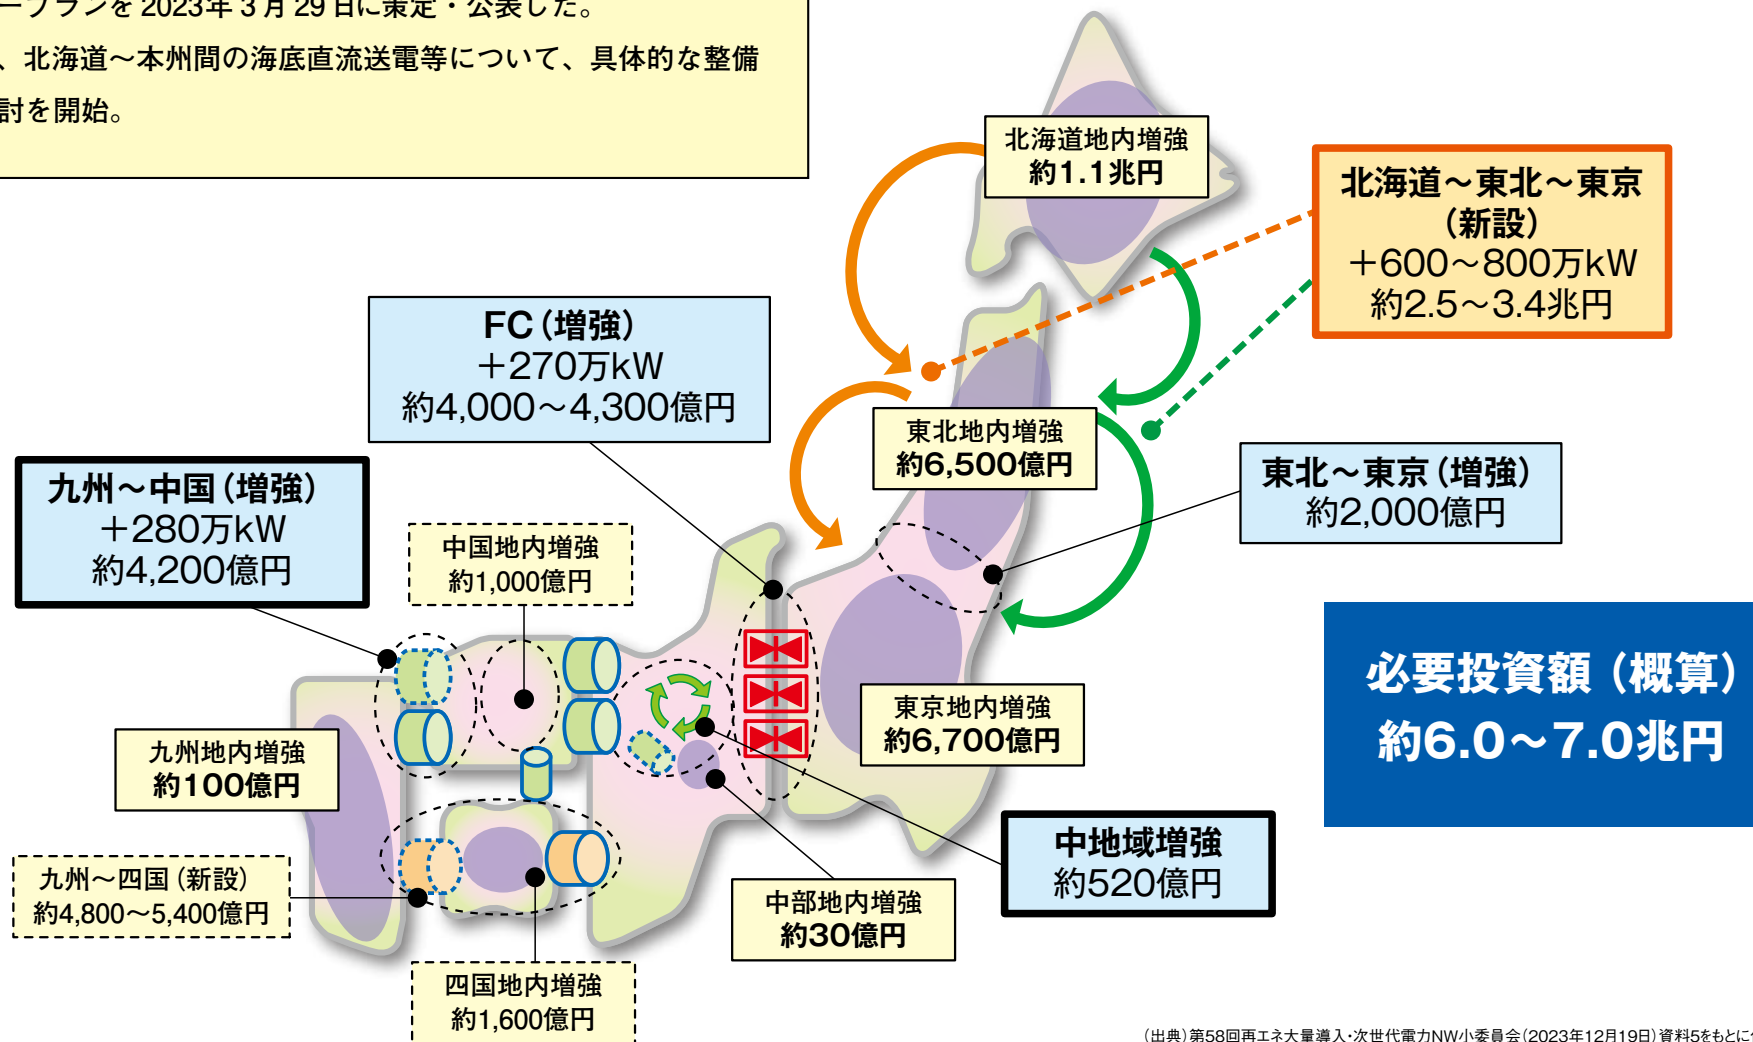 ープランを2023年3月29日に策定・公表した。
、北海道～本州間の海底直流送電等について、具体的な整備
討を開始。
北海道地内増強
約1.1兆円
北海道～東北～東京
（新設）
＋600～800万kW
約2.5～3.4兆円
FC（増強）
＋270万kW
約4,000～4,300億円
東北地内増強
約6,500億円
東北～東京（増強）
約2,000億円
九州～中国（増強）
＋280万kW
約4,200億円
中国地内増強
約1,000億円
必要投資額（概算）
約6.0～7.0兆円
東京地内増強
約6,700億円
九州地内増強
約100億円
中地域増強
約520億円
九州～四国（新設）
約4,800～5,400億円
中部地内増強
約30億円
四国地内増強
約1,600億円
（出典）第58回再エネ大量導入・次世代電力NW小委員会（2023年12月19日）資料5をもとに